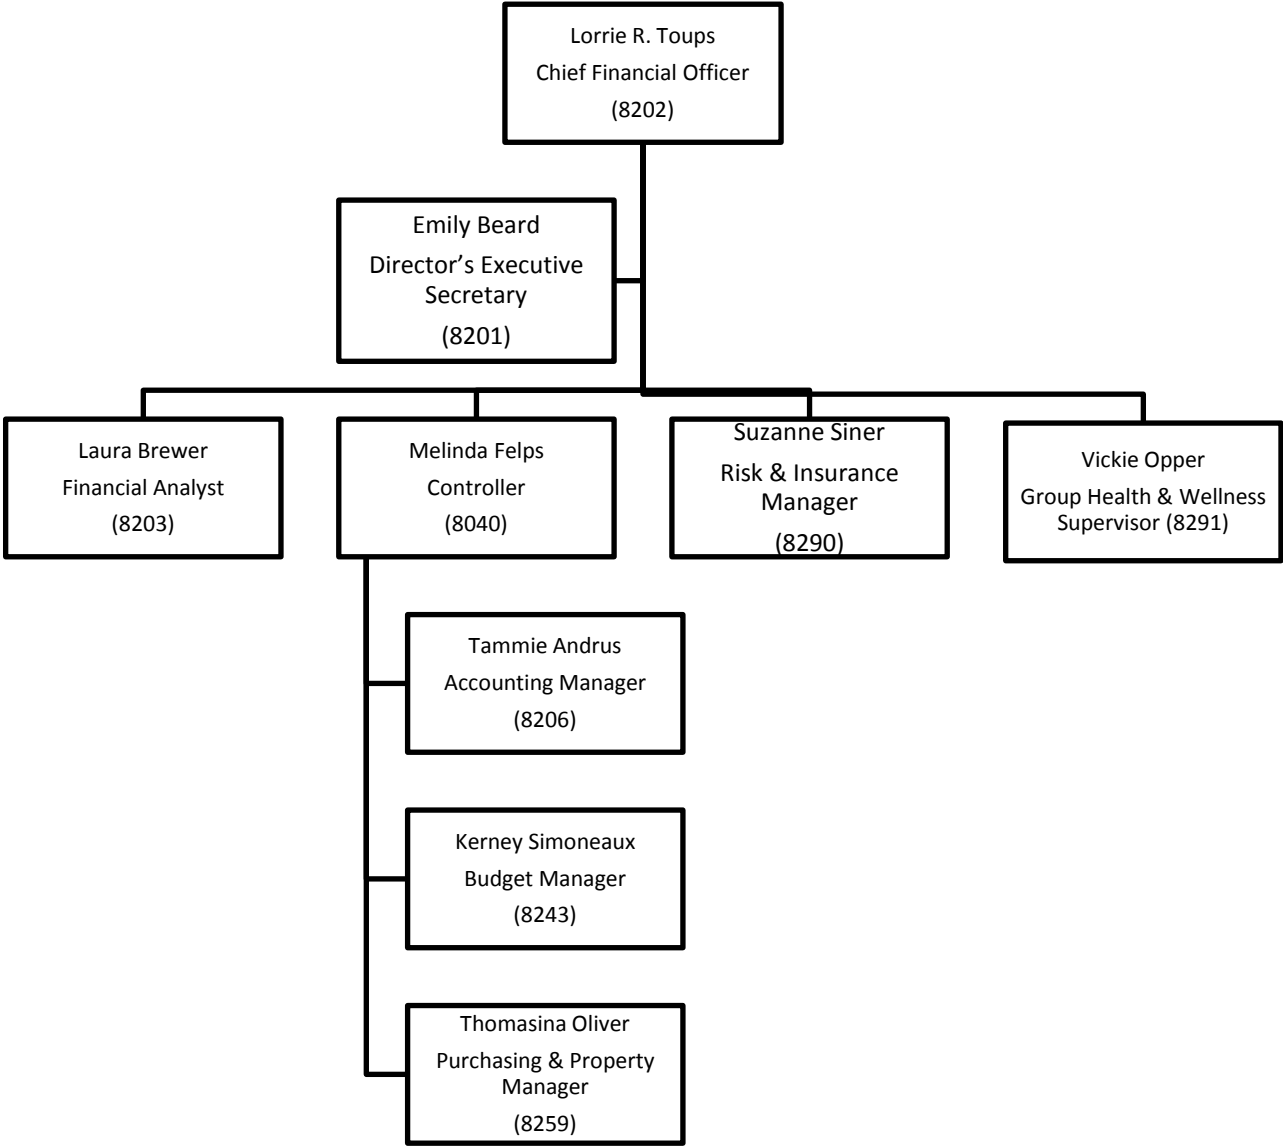 Lorrie R. Toups
Chief Financial Officer
(8202)
Emily Beard
Director’s Executive
Secretary
(8201)
Laura Brewer
Financial Analyst
(8203)
Melinda Felps
Controller
(8040)
Suzanne Siner
Risk & Insurance
Manager
(8290)
Vickie Opper
Group Health & Wellness
Supervisor (8291)
Tammie Andrus
Accounting Manager
(8206)
Kerney Simoneaux
Budget Manager
(8243)
Thomasina Oliver
Purchasing & Property
Manager
(8259)